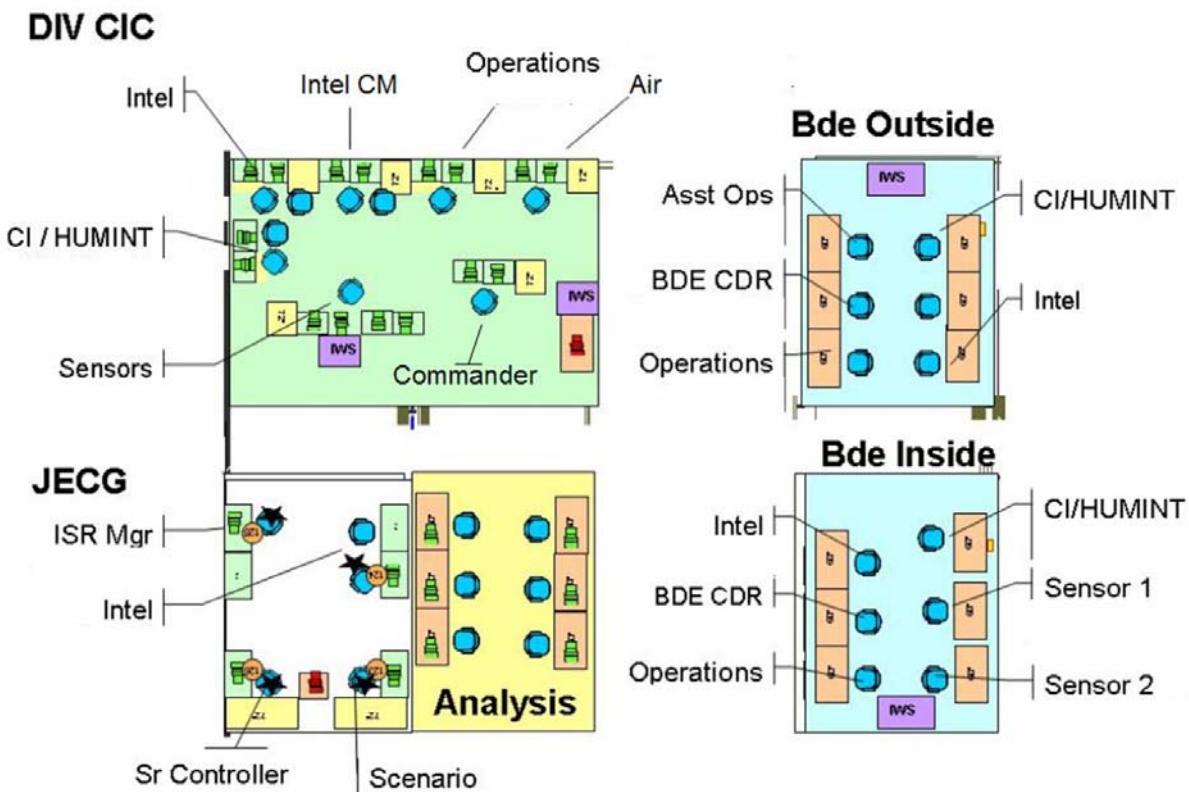 DIV CIC
Operations
Intel
Intel CM
Air
Bde Outside
IWS
Asst Ops
CI/HUMINT
CI / HUMINT
BDE CDR
Intel
IWS
IWS
Sensors
Commander
Operations
Bde Inside
JECG
CI/HUMINT
ISR Mgr
Intel
Sensor 1
Intel
BDE CDR
Operations
Sensor 2
Analysis
IWS
Sr Controller
Scenario